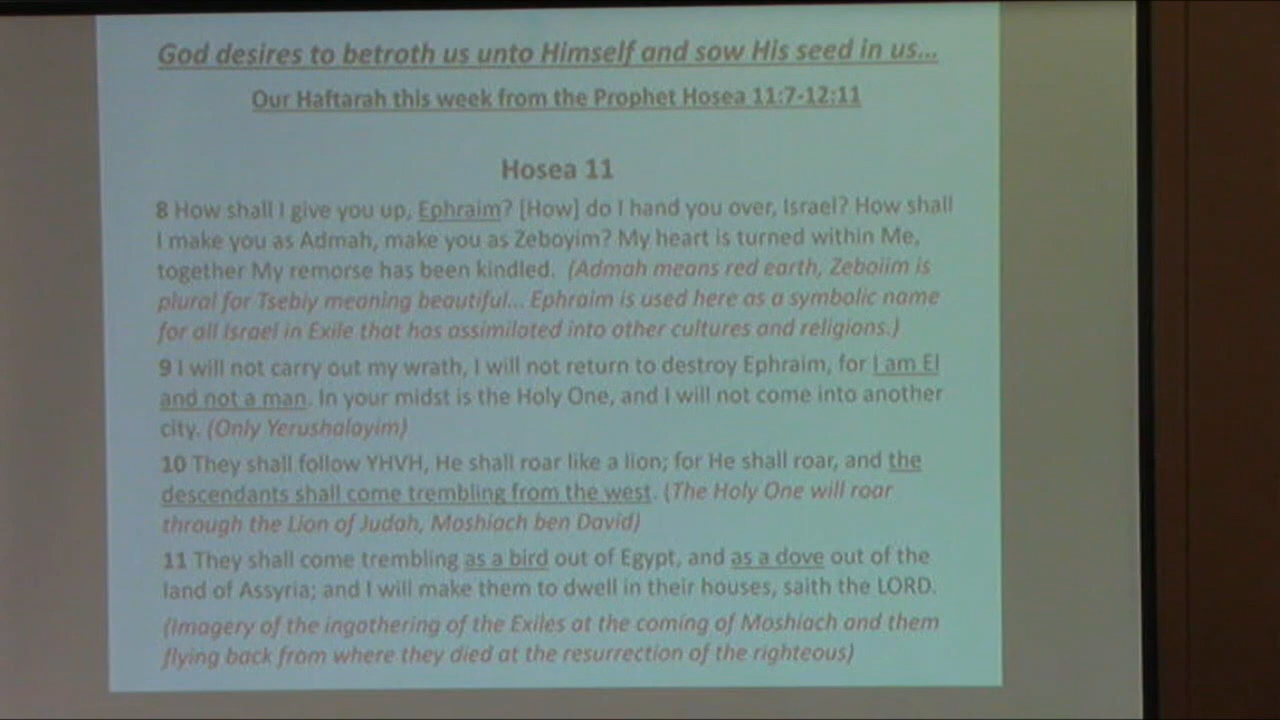 God desires to betroth us unto Himself and sow His seed in us...
Our Haftarah this week from the Prophet Hosea 11:7-12:11
Hosea 11
8 How shall I give you up, Ephraim? [How] do I hand you over, Israel? How shall
I make you as Admah, make you as Zeboyim? My heart is turned within Me,
together My remorse has been kindled. (Admah means red earth, Zeboiim is
plural for Tsebiy meaning beautiful... Ephraim is used here as a symbolic name
for all Israel in Exile that has assimilated into other cultures and religions.)
9 I will not carry out my wrath, I will not return to destroy Ephraim, for I am El
and not a man. In your midst is the Holy One, and I will not come into another
city. (Only Yerushalayim)
10 They shall follow YHVH, He shall roar like a lion; for He shall roar, and the
descendants shall come trembling from the west. (The Holy One will roar
through the Lion of Judah, Moshiach ben David)
11 They shall come trembling as a bird out of Egypt, and as a dove out of the
land of Assyria; and I will make them to dwell in their houses, saith the LORD.
(Imagery of the ingathering of the Exiles at the coming of Moshiach and them
flying back from where they died at the resurrection of the righteous)